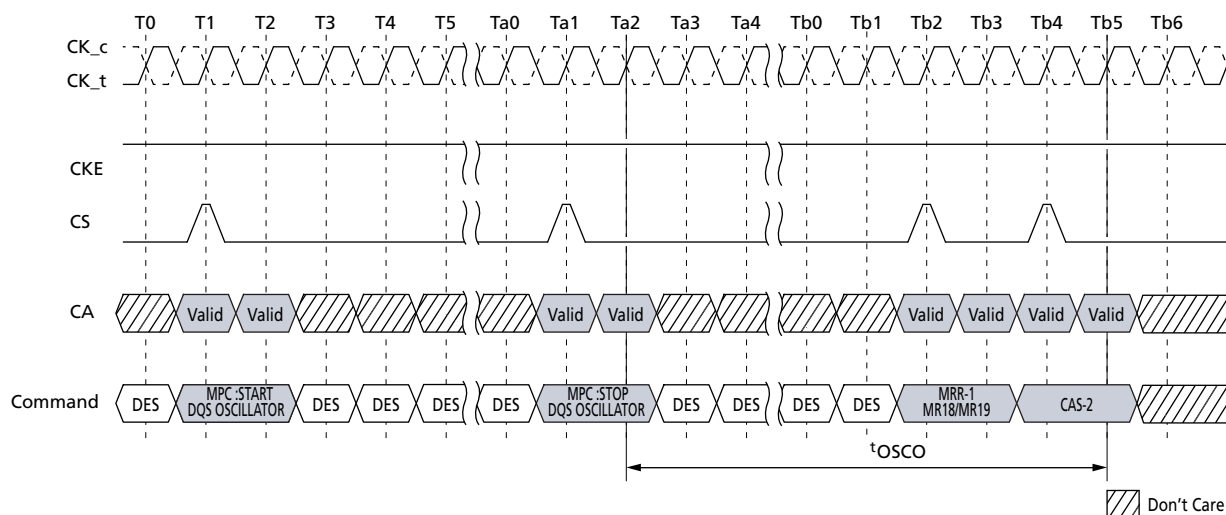 T0 T1 T2 T3 T4 T5 Ta0 Ta1 Ta2 Ta3 Ta4 Tb0 Tb1 Tb2 Tb3 Tb4 Tb5 Tb6
CK_c
CK_t
CKE
CS
CA Valid Valid Valid Valid Valid Valid Valid Valid
Command DES MPC :START DES DES DES DES MPC :STOP DES DES DES DES MRR-1 CAS-2
DQS OSCILLATOR DQS OSCILLATOR MR18/MR19
tOSCO
Don't Care